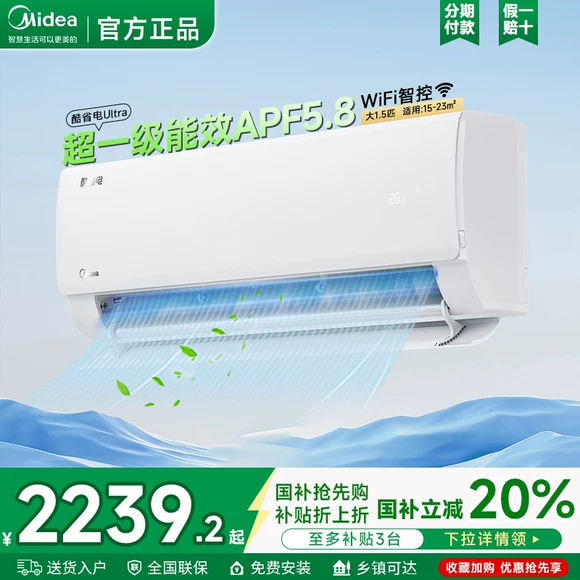 Midea
智慧生活可以更美的
官方正品
分期
付款
假一
赔十
酷省电Ultra
超一级能效APF5.8
WiFi智控
大1.5匹 适用:15-23m²
电
26
Midea
¥2239.2起
国补抢先购
补贴折上折
国补立减20%
至多补贴3台
下拉详情领
送货入户
全国联保
免费安装
乡镇可达
收藏加购 优惠抢先享